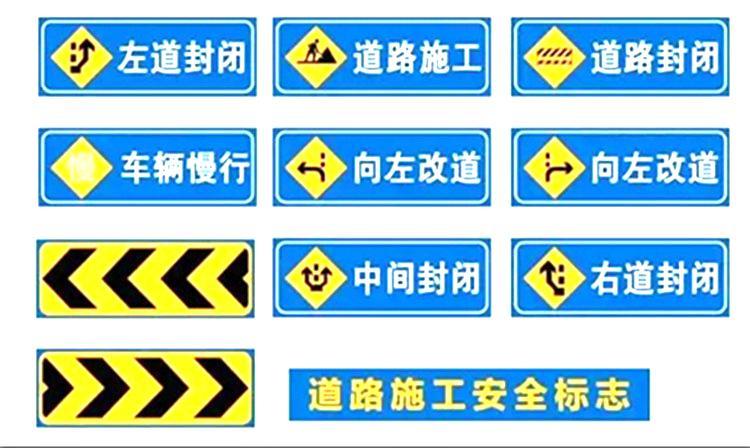 左道封闭
道路施工
道路封闭
慢 车辆慢行
向左改道
向左改道
中间封闭
右道封闭
道路施工安全标志